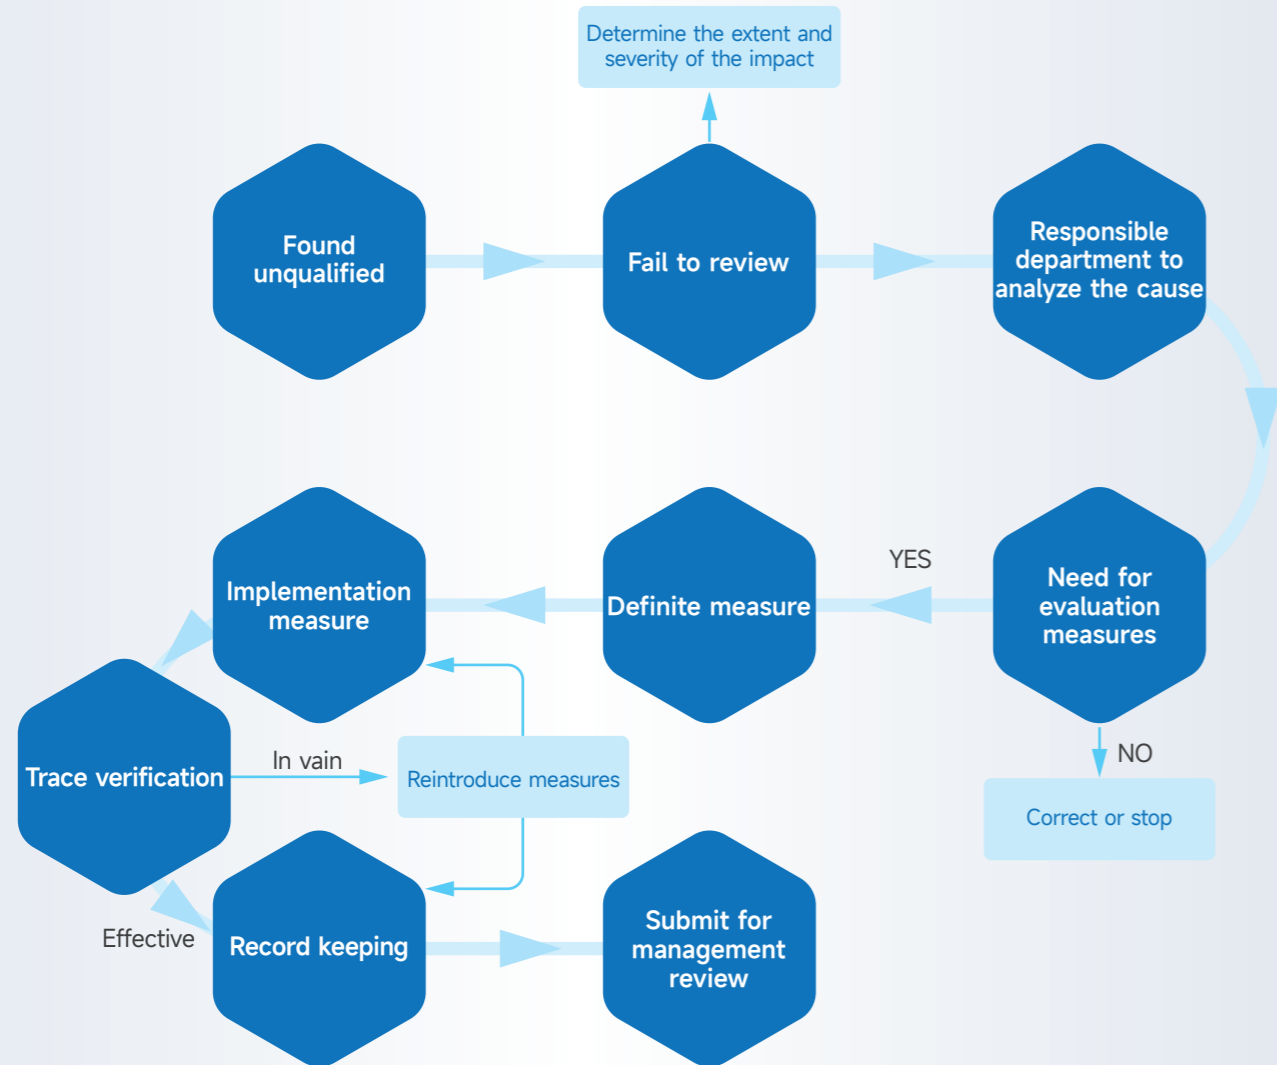 Determine the extent and
severity of the impact
Found
unqualified
Fail to review
Responsible
department to
analyze the cause
Implementation
measure
Definite measure
YES
Need for
evaluation
measures
NO
Correct or stop
Trace verification
In vain
Reintroduce measures
Effective
Record keeping
Submit for
management
review